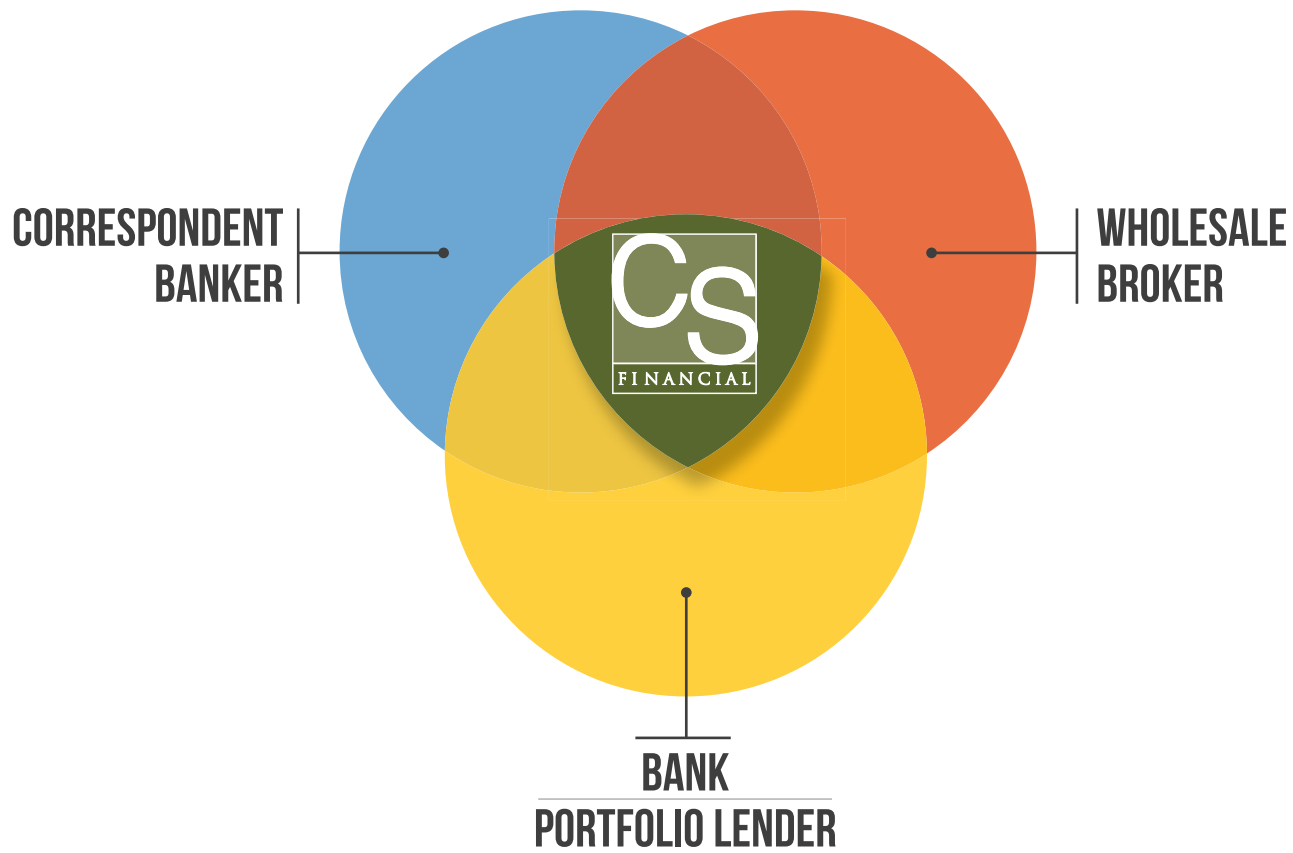 CORRESPONDENT
BANKER
WHOLESALE
BROKER
CS
FINANCIAL
BANK
PORTFOLIO LENDER